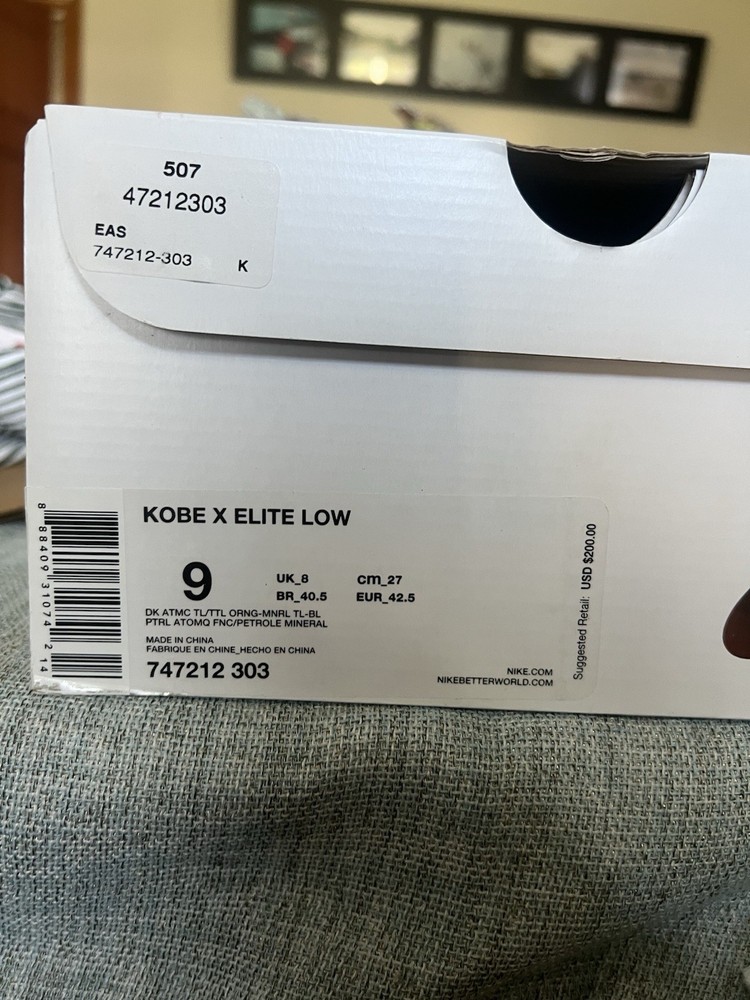 507
47212303
EAS
747212-303 K
KOBE X ELITE LOW
9
UK_8 cm_27
BR_40.5 EUR_42.5
DK ATMC TL/TTL ORNG-MNRL TL-BL
PTRL ATOMQ FNC/PETROLE MINERAL
MADE IN CHINA
FABRIQUE EN CHINE_HECHO EN CHINA
747212 303
NIKE.COM
NIKEBETTERWORLD.COM
Suggested Retail: USD $200.00
8 88409 31074 2 14